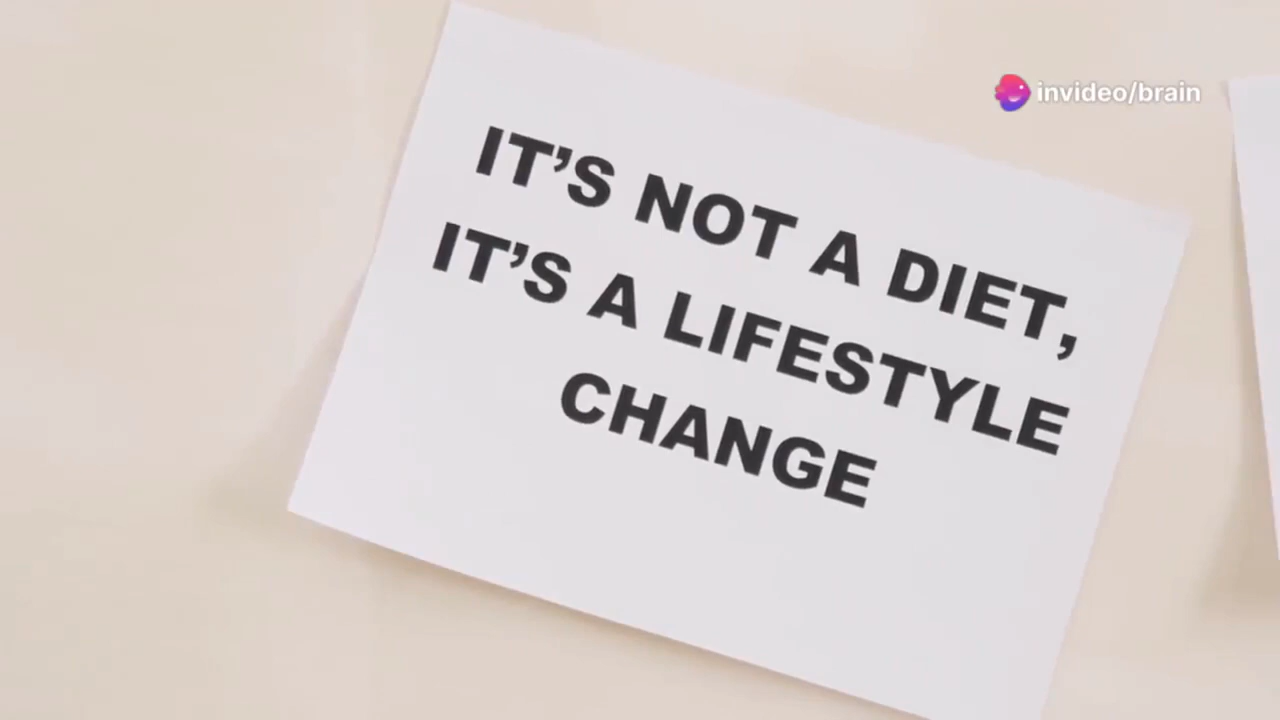 invideo/brain
IT’S NOT A DIET,
IT’S A LIFESTYLE
CHANGE